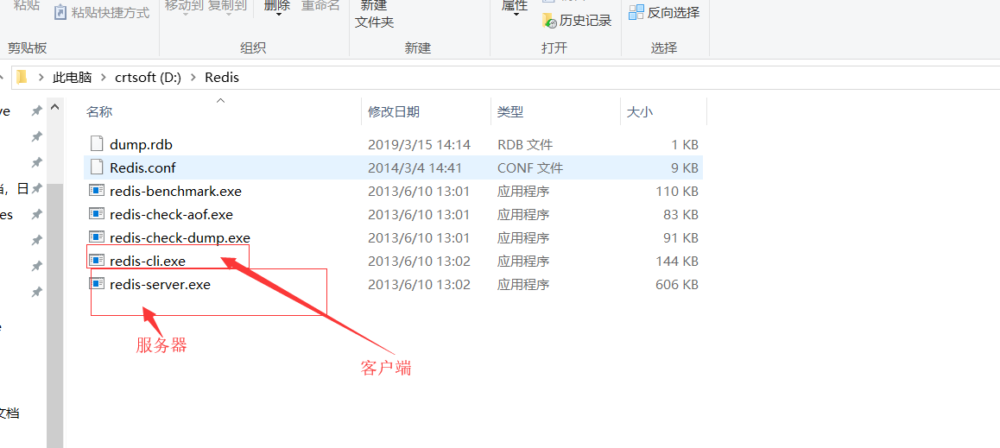 粘贴
粘贴快捷方式
移动到 复制到
删除
重命名
新建
文件夹
属性
历史记录
反向选择
剪贴板
组织
新建
打开
选择
此电脑 crtsoft (D:) Redis
名称 修改日期 类型 大小
dump.rdb 2019/3/15 14:14 RDB 文件 1 KB
Redis.conf 2014/3/4 14:41 CONF 文件 9 KB
redis-benchmark.exe 2013/6/10 13:01 应用程序 110 KB
redis-check-aof.exe 2013/6/10 13:01 应用程序 83 KB
redis-check-dump.exe 2013/6/10 13:01 应用程序 91 KB
redis-cli.exe 2013/6/10 13:02 应用程序 144 KB
redis-server.exe 2013/6/10 13:02 应用程序 606 KB
服务器
客户端
文档